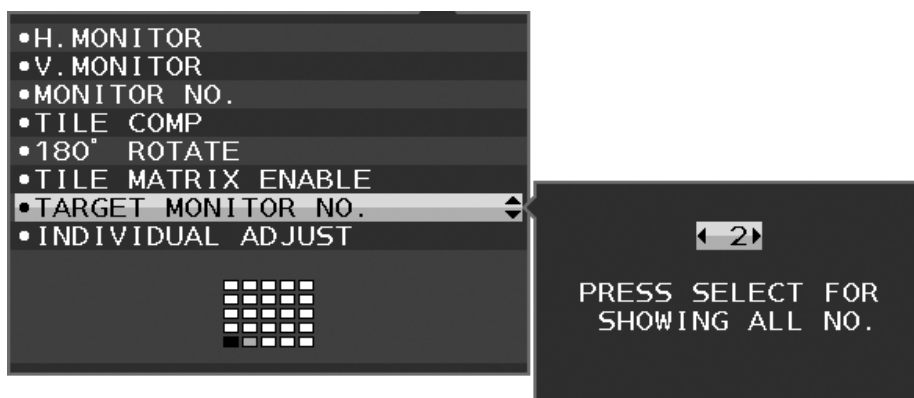 •H.MONITOR
•V.MONITOR
•MONITOR NO.
•TILE COMP
•180° ROTATE
•TILE MATRIX ENABLE
•TARGET MONITOR NO.
•INDIVIDUAL ADJUST
2
PRESS SELECT FOR
SHOWING ALL NO.